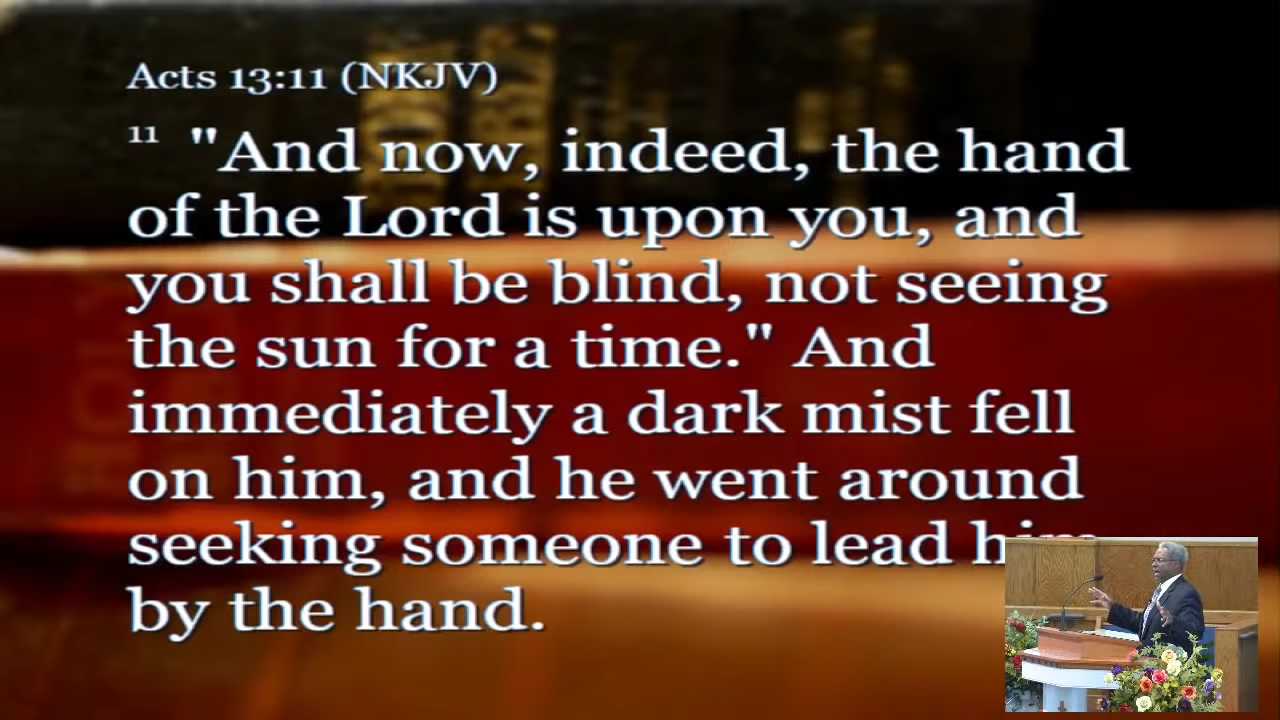 Acts 13:11 (NKJV)
11 "And now, indeed, the hand
of the Lord is upon you, and
you shall be blind, not seeing
the sun for a time." And
immediately a dark mist fell
on him, and he went around
seeking someone to lead him
by the hand.